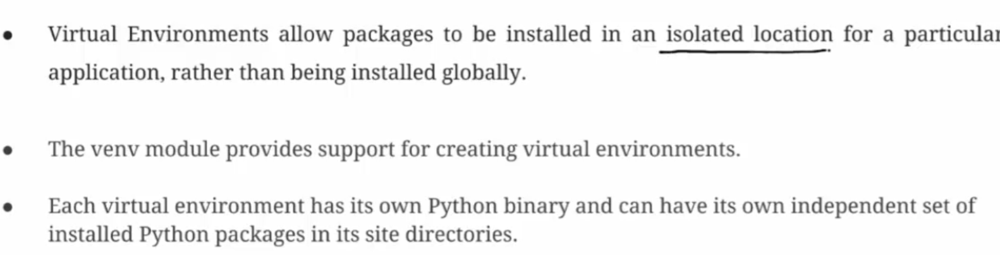 • Virtual Environments allow packages to be installed in an isolated location for a particular
application, rather than being installed globally.
• The venv module provides support for creating virtual environments.
• Each virtual environment has its own Python binary and can have its own independent set of
installed Python packages in its site directories.